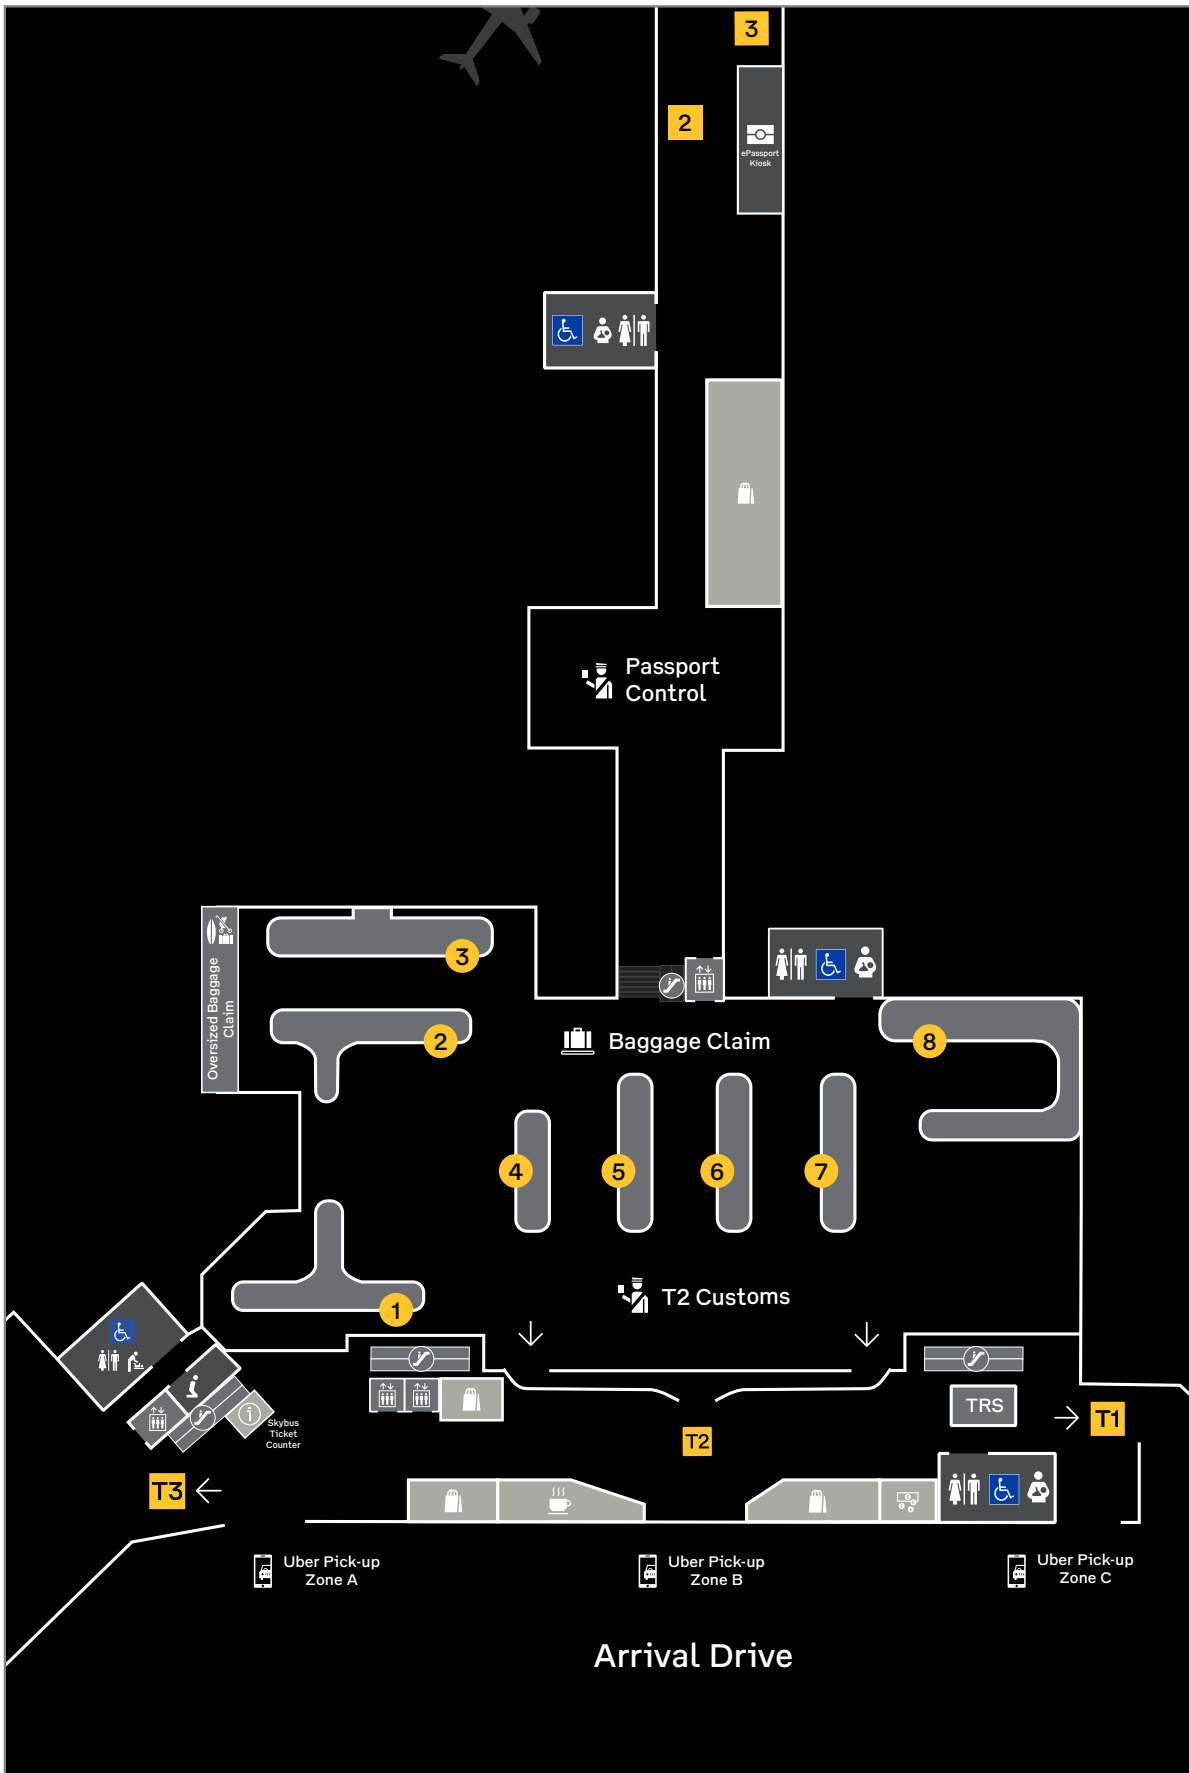 3
2
ePassport
Kiosk
Passport
Control
Oversized Baggage
Claim
3
2
Baggage Claim
8
4
5
6
7
T2 Customs
1
TRS
T1
Skybus
Ticket
Counter
T2
T3
Uber Pick-up
Zone A
Uber Pick-up
Zone B
Uber Pick-up
Zone C
Arrival Drive